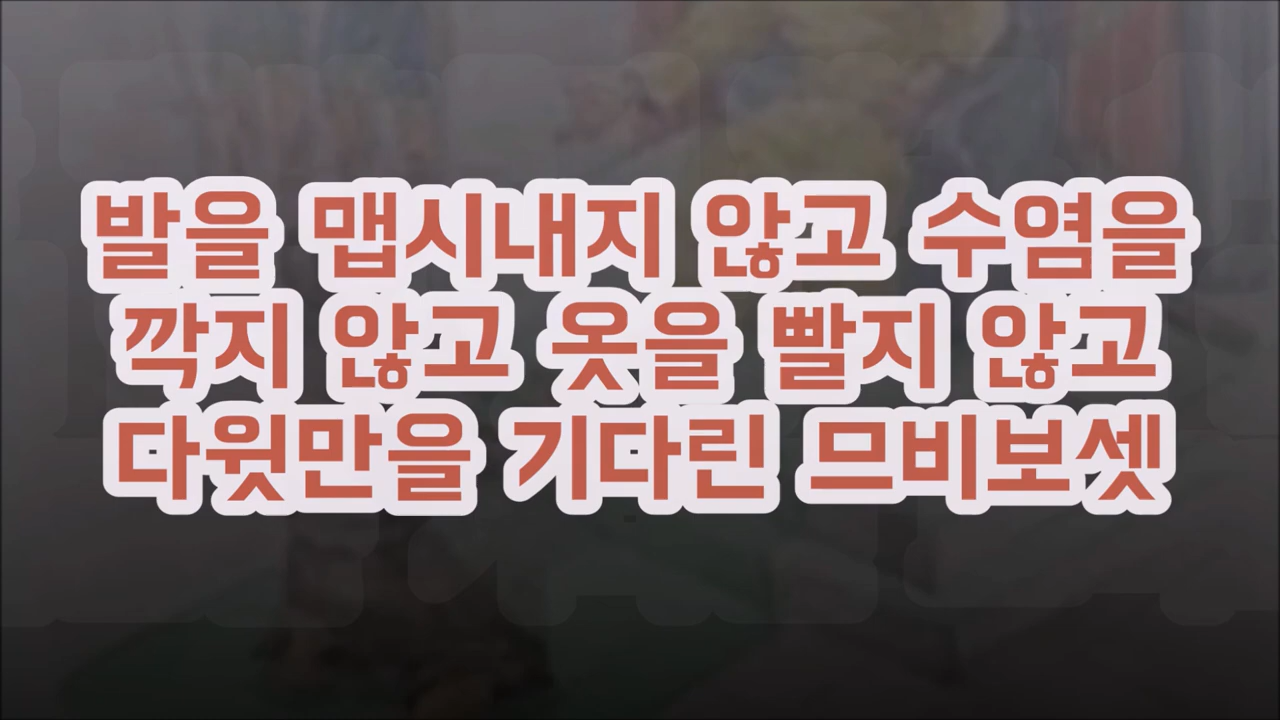 발을 맵시내지 않고 수염을
깍지 않고 옷을 빨지 않고
다윗만을 기다린 므비보셋